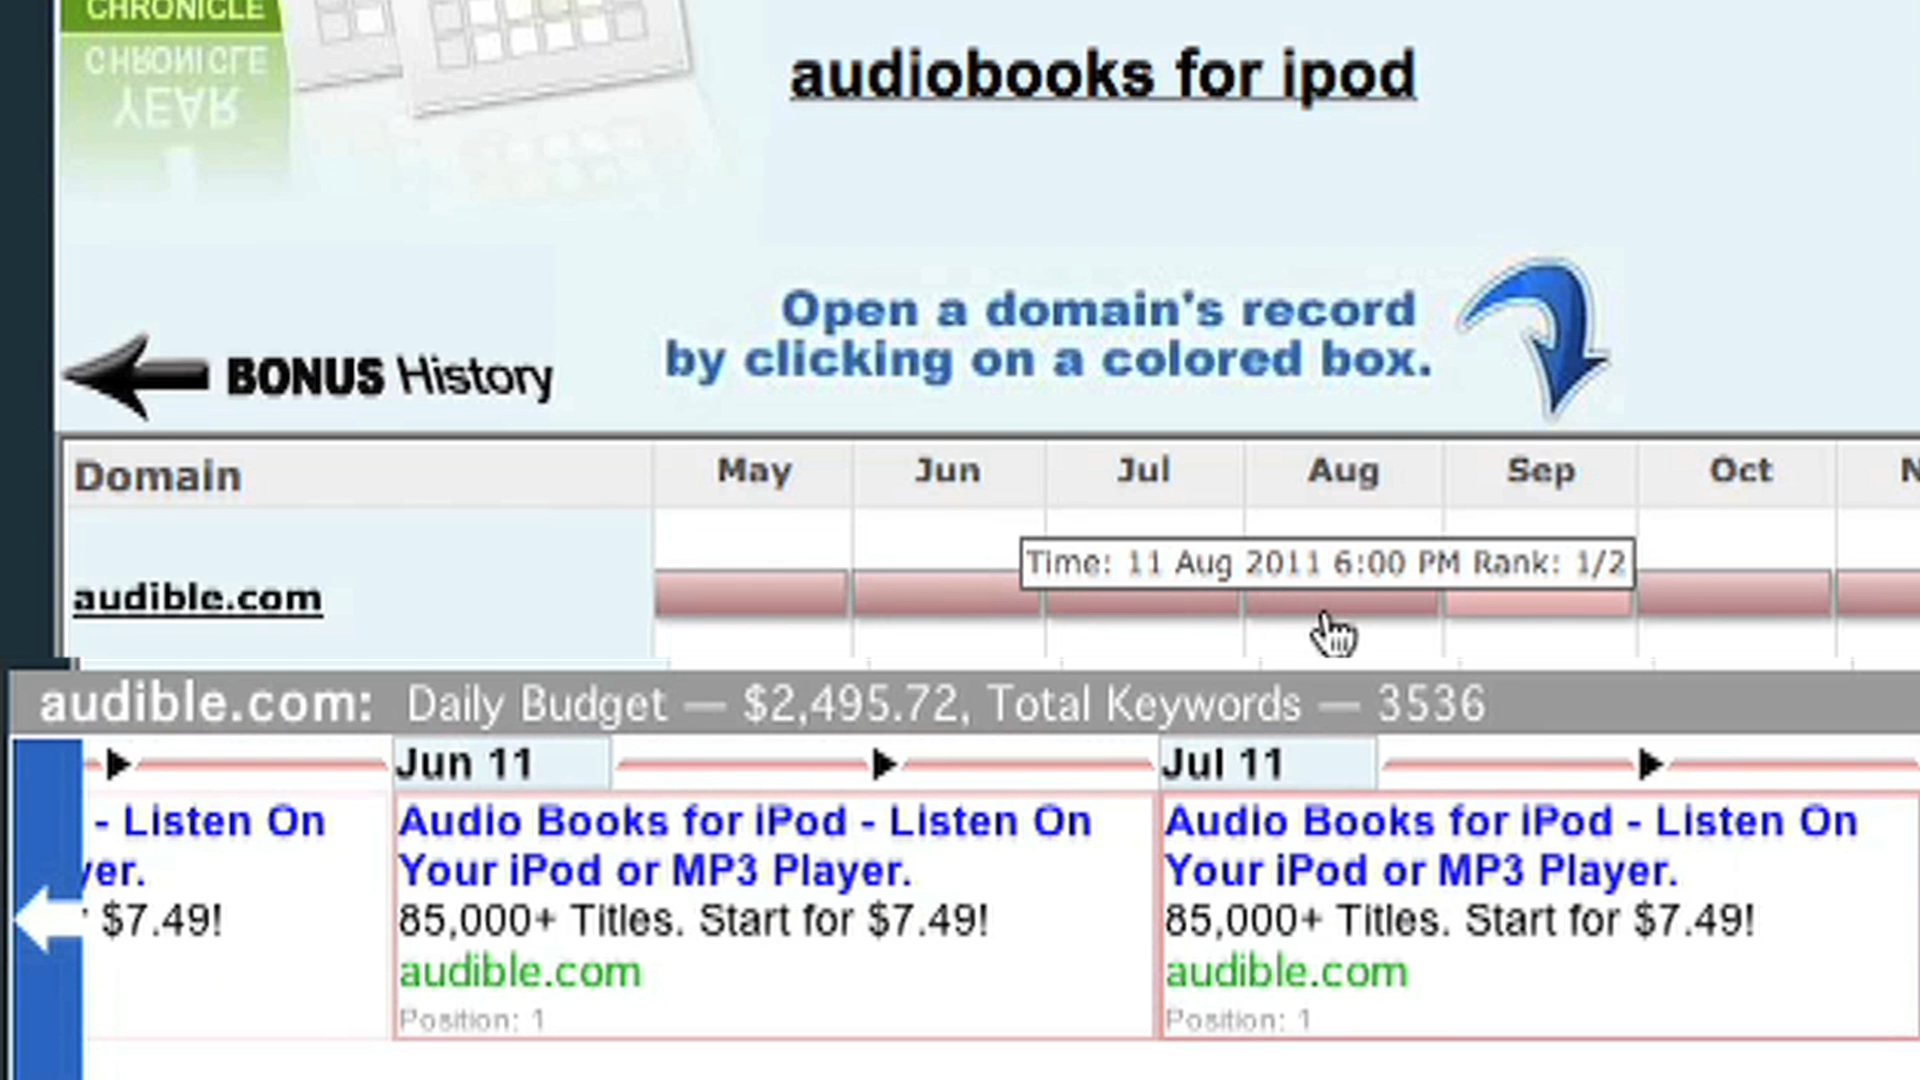 CHRONICLE
CHRONICLE
YEAR
audiobooks for ipod
Open a domain's record
by clicking on a colored box.
BONUS History
Domain May Jun Jul Aug Sep Oct N
Time: 11 Aug 2011 6:00 PM Rank: 1/2
audible.com
audible.com: Daily Budget — $2,495.72, Total Keywords — 3536
Jun 11 Jul 11
- Listen On Audio Books for iPod - Listen On Audio Books for iPod - Listen On
yer. Your iPod or MP3 Player. Your iPod or MP3 Player.
$7.49! 85,000+ Titles. Start for $7.49! 85,000+ Titles. Start for $7.49!
audible.com audible.com
Position: 1 Position: 1